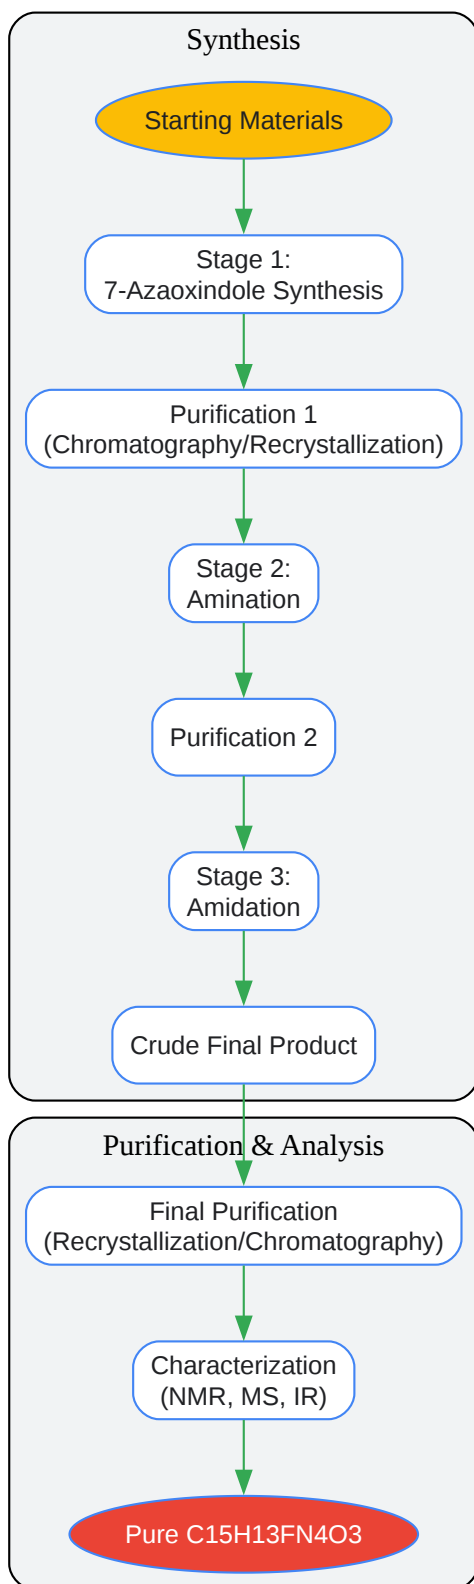 Synthesis
Starting Materials
Stage 1:
7-Azaoxindole Synthesis
Purification 1
(Chromatography/Recrystallization)
Stage 2:
Amination
Purification 2
Stage 3:
Amidation
Crude Final Product
Purification & Analysis
Final Purification
(Recrystallization/Chromatography)
Characterization
(NMR, MS, IR)
Pure C15H13FN4O3